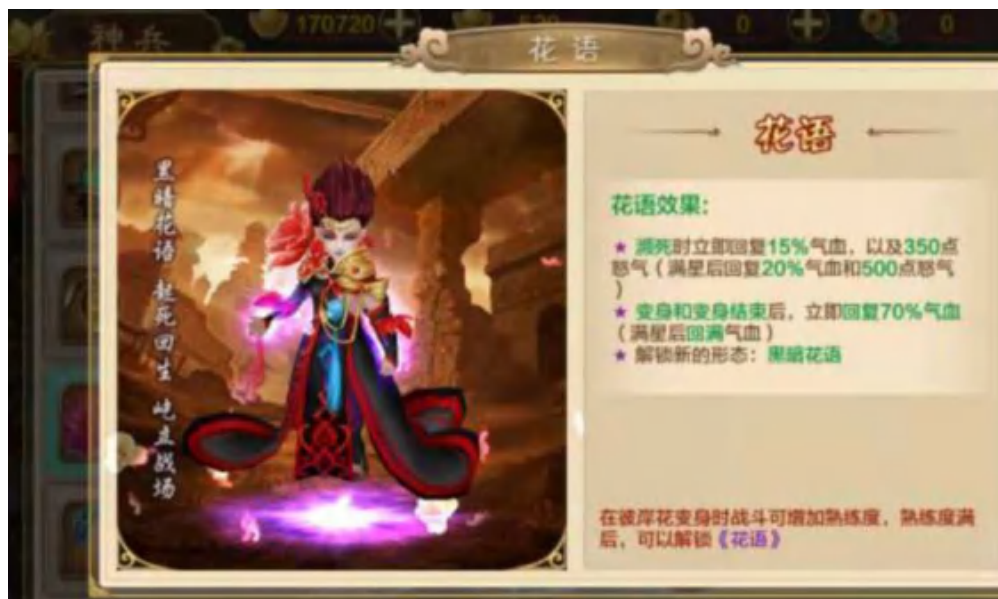 神兵
170720
520
0
0
花语
黑暗花语 起死回生 屹立战场
花语
花语效果：
★ 濒死时立即回复15%气血，以及350点
怒气（满星后回复20%气血和500点怒气
）
★ 变身和变身结束后，立即回复70%气血
（满星后回满气血）
★ 解锁新的形态：黑暗花语
在彼岸花变身时战斗可增加熟练度，熟练度满
后，可以解锁《花语》